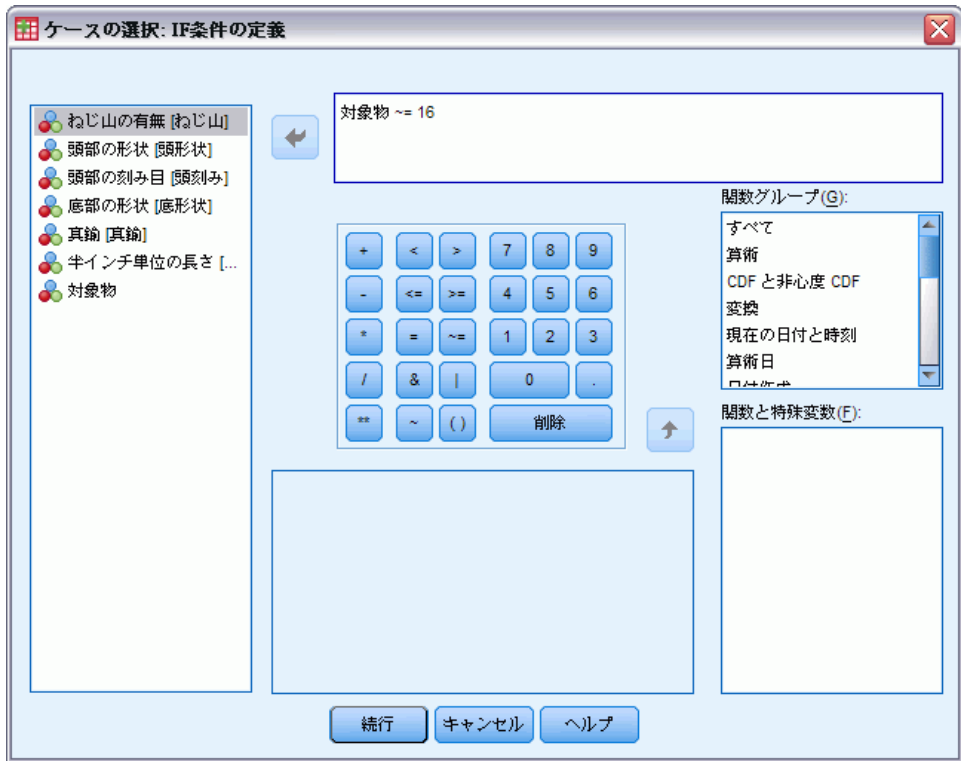 ケースの選択: IF条件の定義
ねじ山の有無 [ねじ山]
頭部の形状 [頭形状]
頭部の刻み目 [頭刻み]
底部の形状 [底形状]
真鍮 [真鍮]
半インチ単位の長さ [...
対象物
対象物 ~= 16
+ < > 7 8 9
- <= >= 4 5 6
* = ~= 1 2 3
/ & | 0 .
** ~ ( ) 削除
関数グループ(G):
すべて
算術
CDF と非心度 CDF
変換
現在の日付と時刻
算術日
日付作成
関数と特殊変数(F):
続行 キャンセル ヘルプ